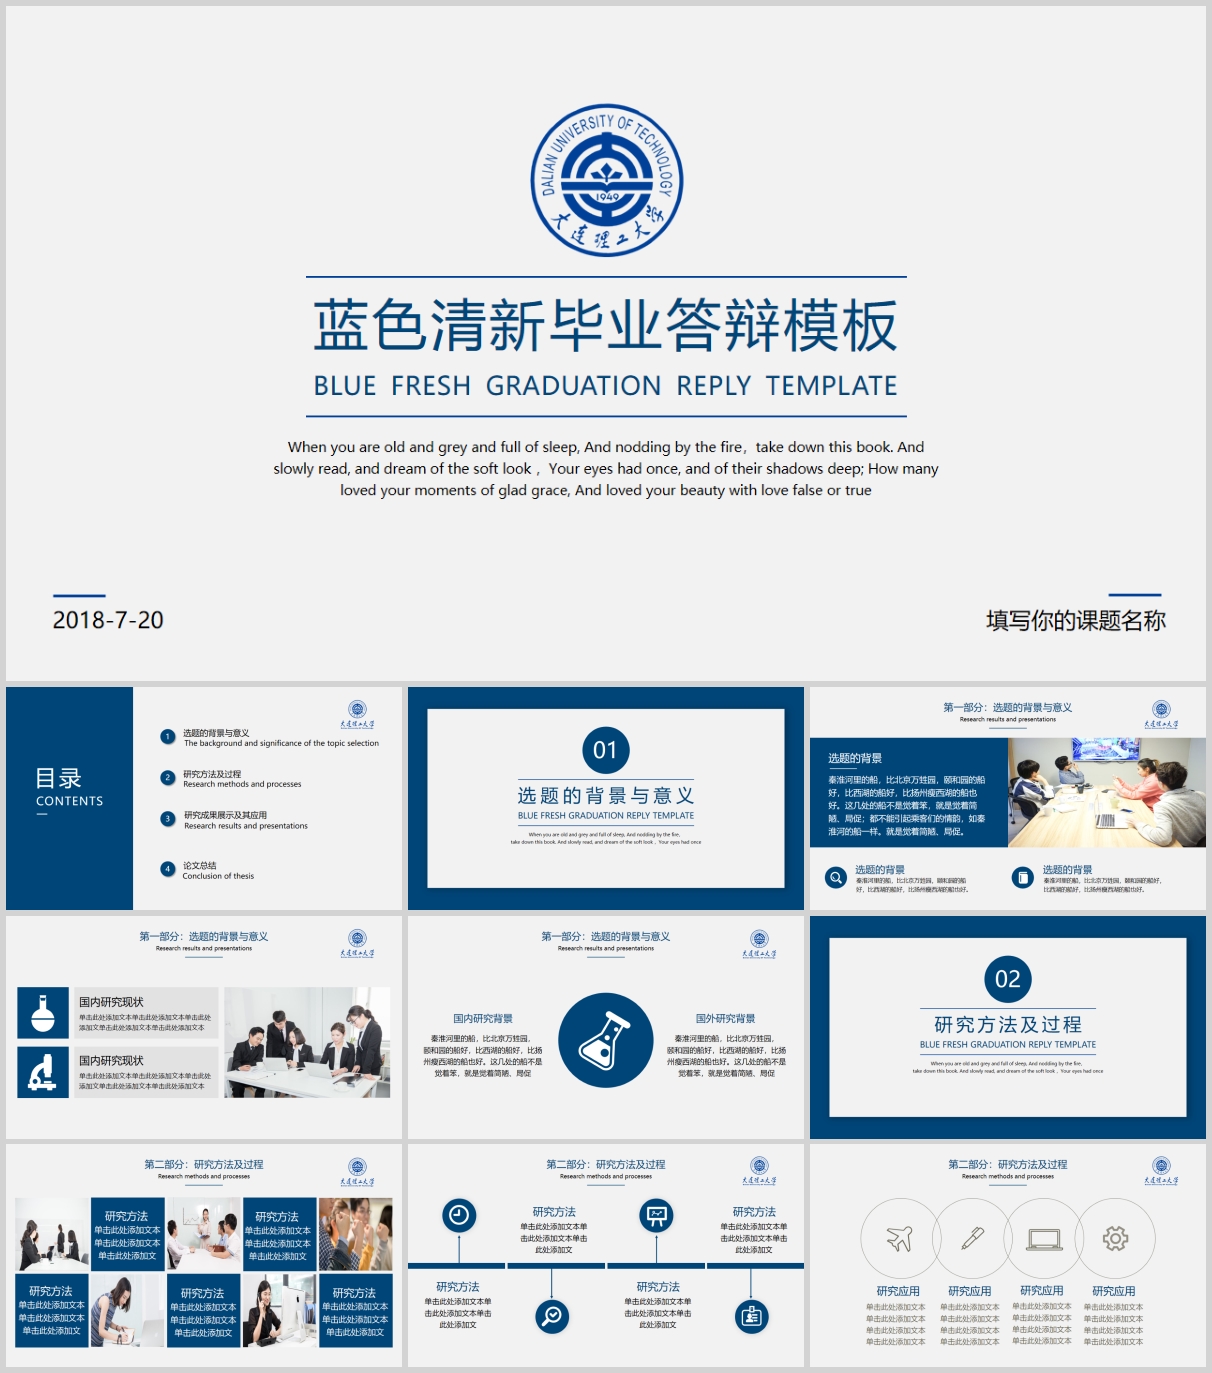 DALIAN UNIVERSITY OF TECHNOLOGY
1949
大连理工大学
蓝色清新毕业答辩模板
BLUE FRESH GRADUATION REPLY TEMPLATE
When you are old and grey and full of sleep, And nodding by the fire，take down this book. And
slowly read, and dream of the soft look ，Your eyes had once, and of their shadows deep; How many
loved your moments of glad grace, And loved your beauty with love false or true
2018-7-20
填写你的课题名称
目录
CONTENTS
大连理工大学
1 选题的背景与意义
The background and significance of the topic selection
2 研究方法及过程
Research methods and processes
3 研究成果展示及其应用
Research results and presentations
4 论文总结
Conclusion of thesis
01
选题的背景与意义
BLUE FRESH GRADUATION REPLY TEMPLATE
When you are old and grey and full of sleep, And nodding by the fire,
take down this book. And slowly read, and dream of the soft look ，Your eyes had once
第一部分：选题的背景与意义
Research results and presentations
大连理工大学
选题的背景
秦淮河里的船，比北京万牲园，颐和园的船
好，比西湖的船好，比扬州瘦西湖的船也
好。这几处的船不是觉着笨，就是觉着简
陋、局促；都不能引起乘客们的情韵，如秦
淮河的船一样。就是觉着简陋、局促。
选题的背景
秦淮河里的船，比北京万牲园，颐和园的船
好，比西湖的船好，比扬州瘦西湖的船也好。
选题的背景
秦淮河里的船，比北京万牲园，颐和园的船好，
比西湖的船好，比扬州瘦西湖的船也好。
第一部分：选题的背景与意义
Research results and presentations
大连理工大学
国内研究现状
单击此处添加文本单击此处添加文本单击此处
添加文单击此处添加文本单击此处添加文本
国内研究现状
单击此处添加文本单击此处添加文本单击此处
添加文单击此处添加文本单击此处添加文本
第一部分：选题的背景与意义
Research results and presentations
大连理工大学
国内研究背景
秦淮河里的船，比北京万牲园，
颐和园的船好，比西湖的船好，比扬
州瘦西湖的船也好。这几处的船不是
觉着笨，就是觉着简陋、局促
国外研究背景
秦淮河里的船，比北京万牲园，
颐和园的船好，比西湖的船好，比扬
州瘦西湖的船也好。这几处的船不是
觉着笨，就是觉着简陋、局促
02
研究方法及过程
BLUE FRESH GRADUATION REPLY TEMPLATE
When you are old and grey and full of sleep, And nodding by the fire,
take down this book. And slowly read, and dream of the soft look ，Your eyes had once
第二部分：研究方法及过程
Research methods and processes
大连理工大学
研究方法
单击此处添加文本
单击此处添加文本
单击此处添加文
研究方法
单击此处添加文本
单击此处添加文本
单击此处添加文
研究方法
单击此处添加文本
单击此处添加文本
单击此处添加文
研究方法
单击此处添加文本
单击此处添加文本
单击此处添加文
研究方法
单击此处添加文本
单击此处添加文本
单击此处添加文
第二部分：研究方法及过程
Research methods and processes
大连理工大学
研究方法
单击此处添加文本单
击此处添加文本单击
此处添加文
研究方法
单击此处添加文本单
击此处添加文本单击
此处添加文
研究方法
单击此处添加文本单
击此处添加文本单击
此处添加文
研究方法
单击此处添加文本单
击此处添加文本单击
此处添加文
第二部分：研究方法及过程
Research methods and processes
大连理工大学
研究应用
单击此处添加文本
单击此处添加文本
单击此处添加文本
单击此处添加文本
研究应用
单击此处添加文本
单击此处添加文本
单击此处添加文本
单击此处添加文本
研究应用
单击此处添加文本
单击此处添加文本
单击此处添加文本
单击此处添加文本
研究应用
单击此处添加文本
单击此处添加文本
单击此处添加文本
单击此处添加文本